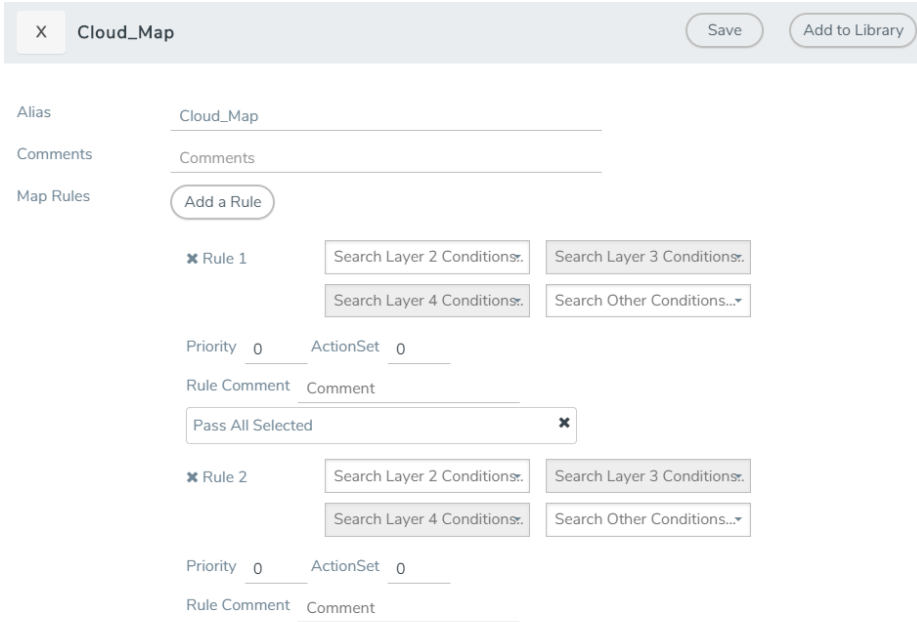 X Cloud_Map Save Add to Library
Alias Cloud_Map
Comments Comments
Map Rules Add a Rule
✖ Rule 1 Search Layer 2 Conditions.. Search Layer 3 Conditions..
Search Layer 4 Conditions.. Search Other Conditions...
Priority 0 ActionSet 0
Rule Comment Comment
Pass All Selected ✖
✖ Rule 2 Search Layer 2 Conditions.. Search Layer 3 Conditions..
Search Layer 4 Conditions.. Search Other Conditions...
Priority 0 ActionSet 0
Rule Comment Comment